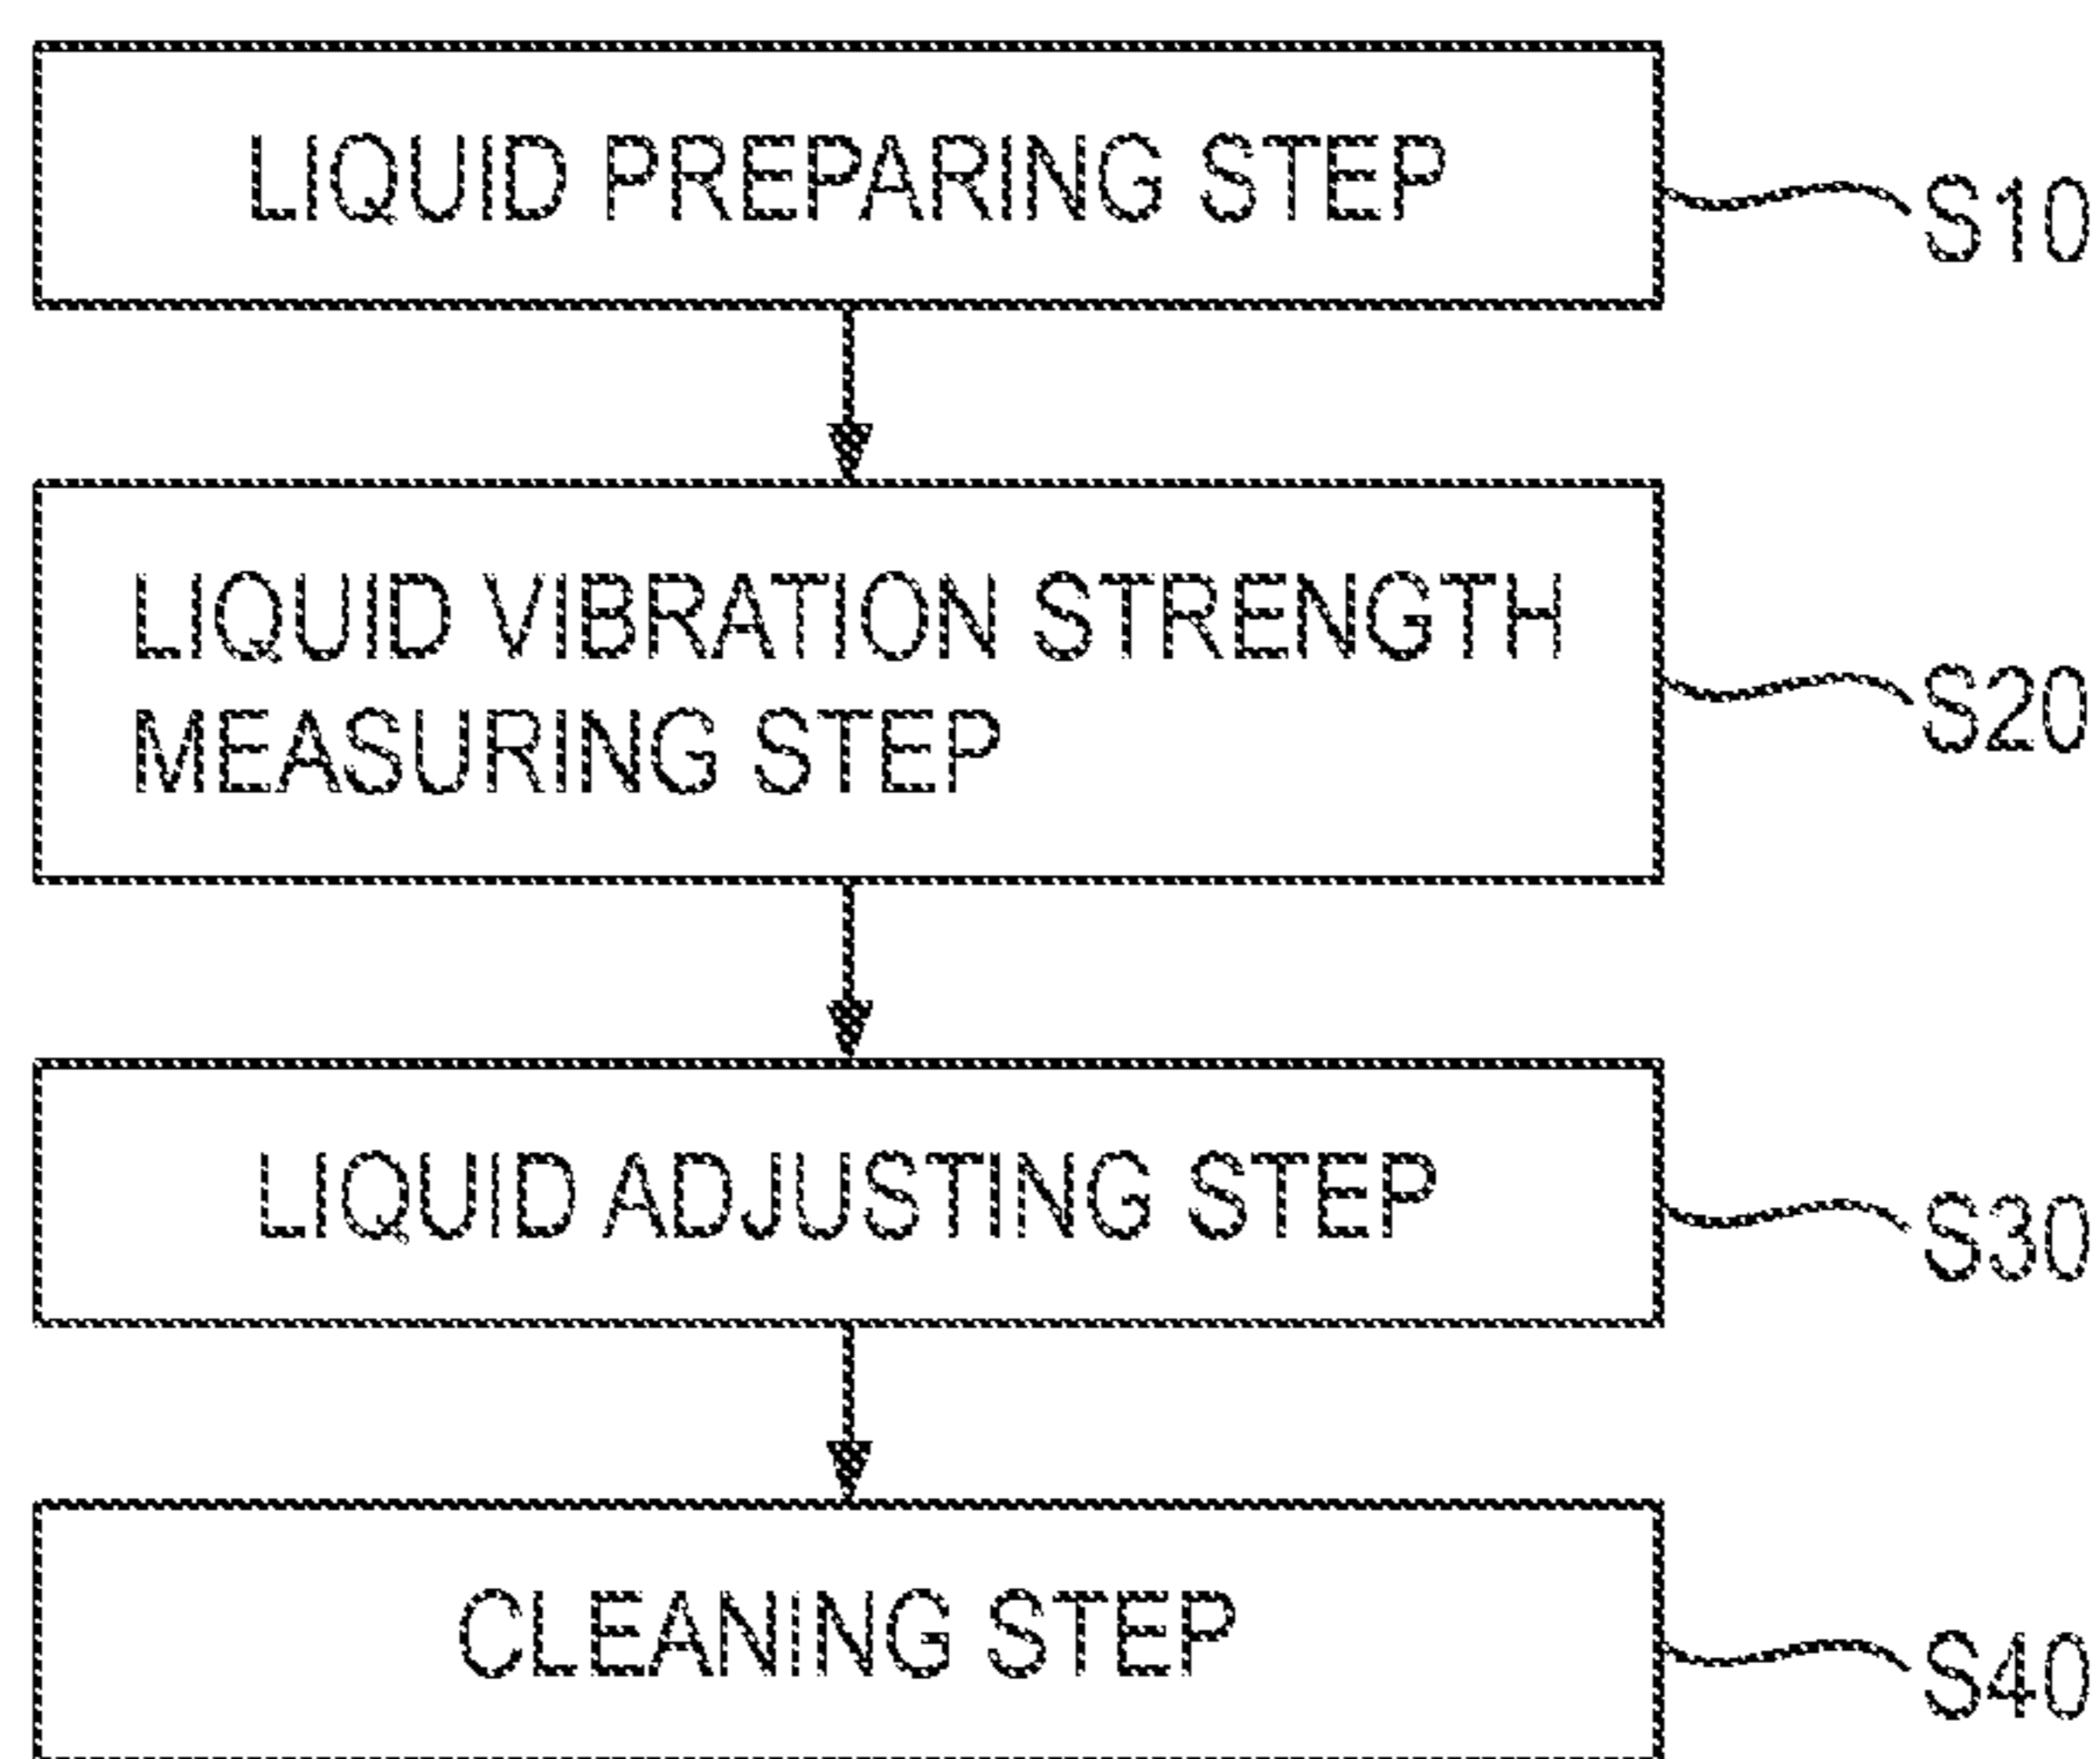 LIQUID PREPARING STEP
S10
LIQUID VIBRATION STRENGTH
MEASURING STEP
S20
LIQUID ADJUSTING STEP
S30
CLEANING STEP
S40